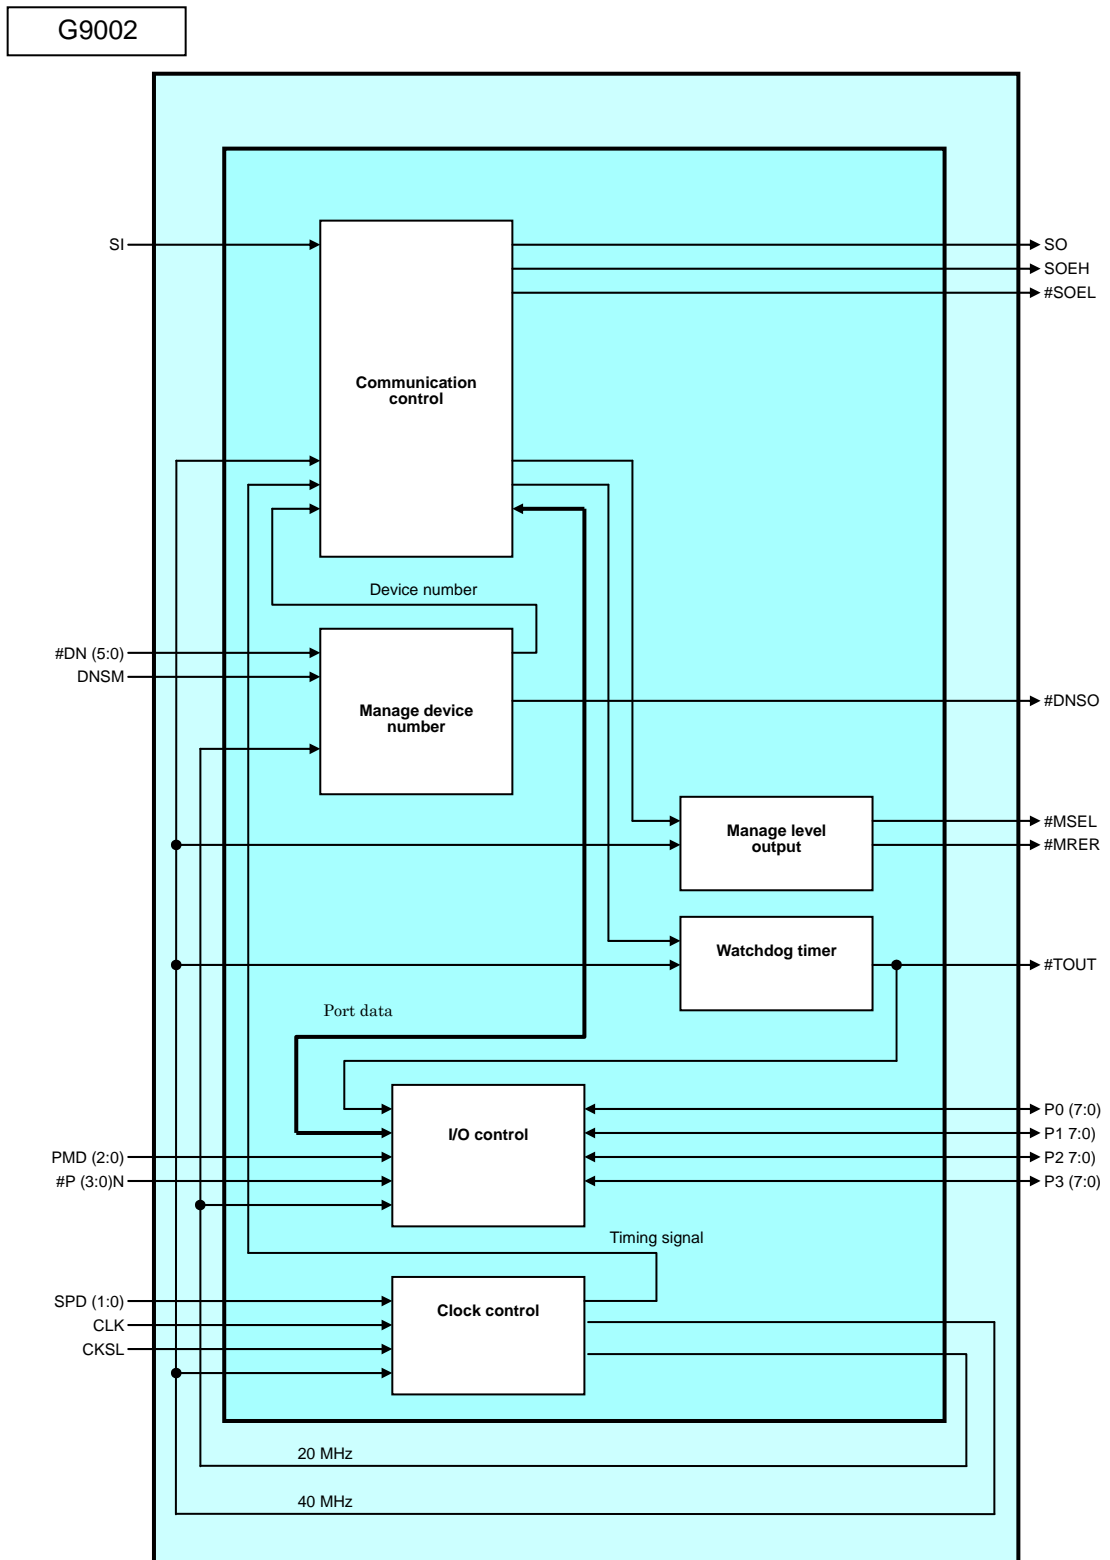 G9002
SI
SO
SOEH
#SOEL
Communication
control
Device number
#DN (5:0)
DNSM
Manage device
number
#DNSO
Manage level
output
#MSEL
#MRER
Watchdog timer
#TOUT
Port data
I/O control
P0 (7:0)
P1 7:0)
P2 7:0)
P3 (7:0)
PMD (2:0)
#P (3:0)N
Timing signal
SPD (1:0)
CLK
CKSL
Clock control
20 MHz
40 MHz